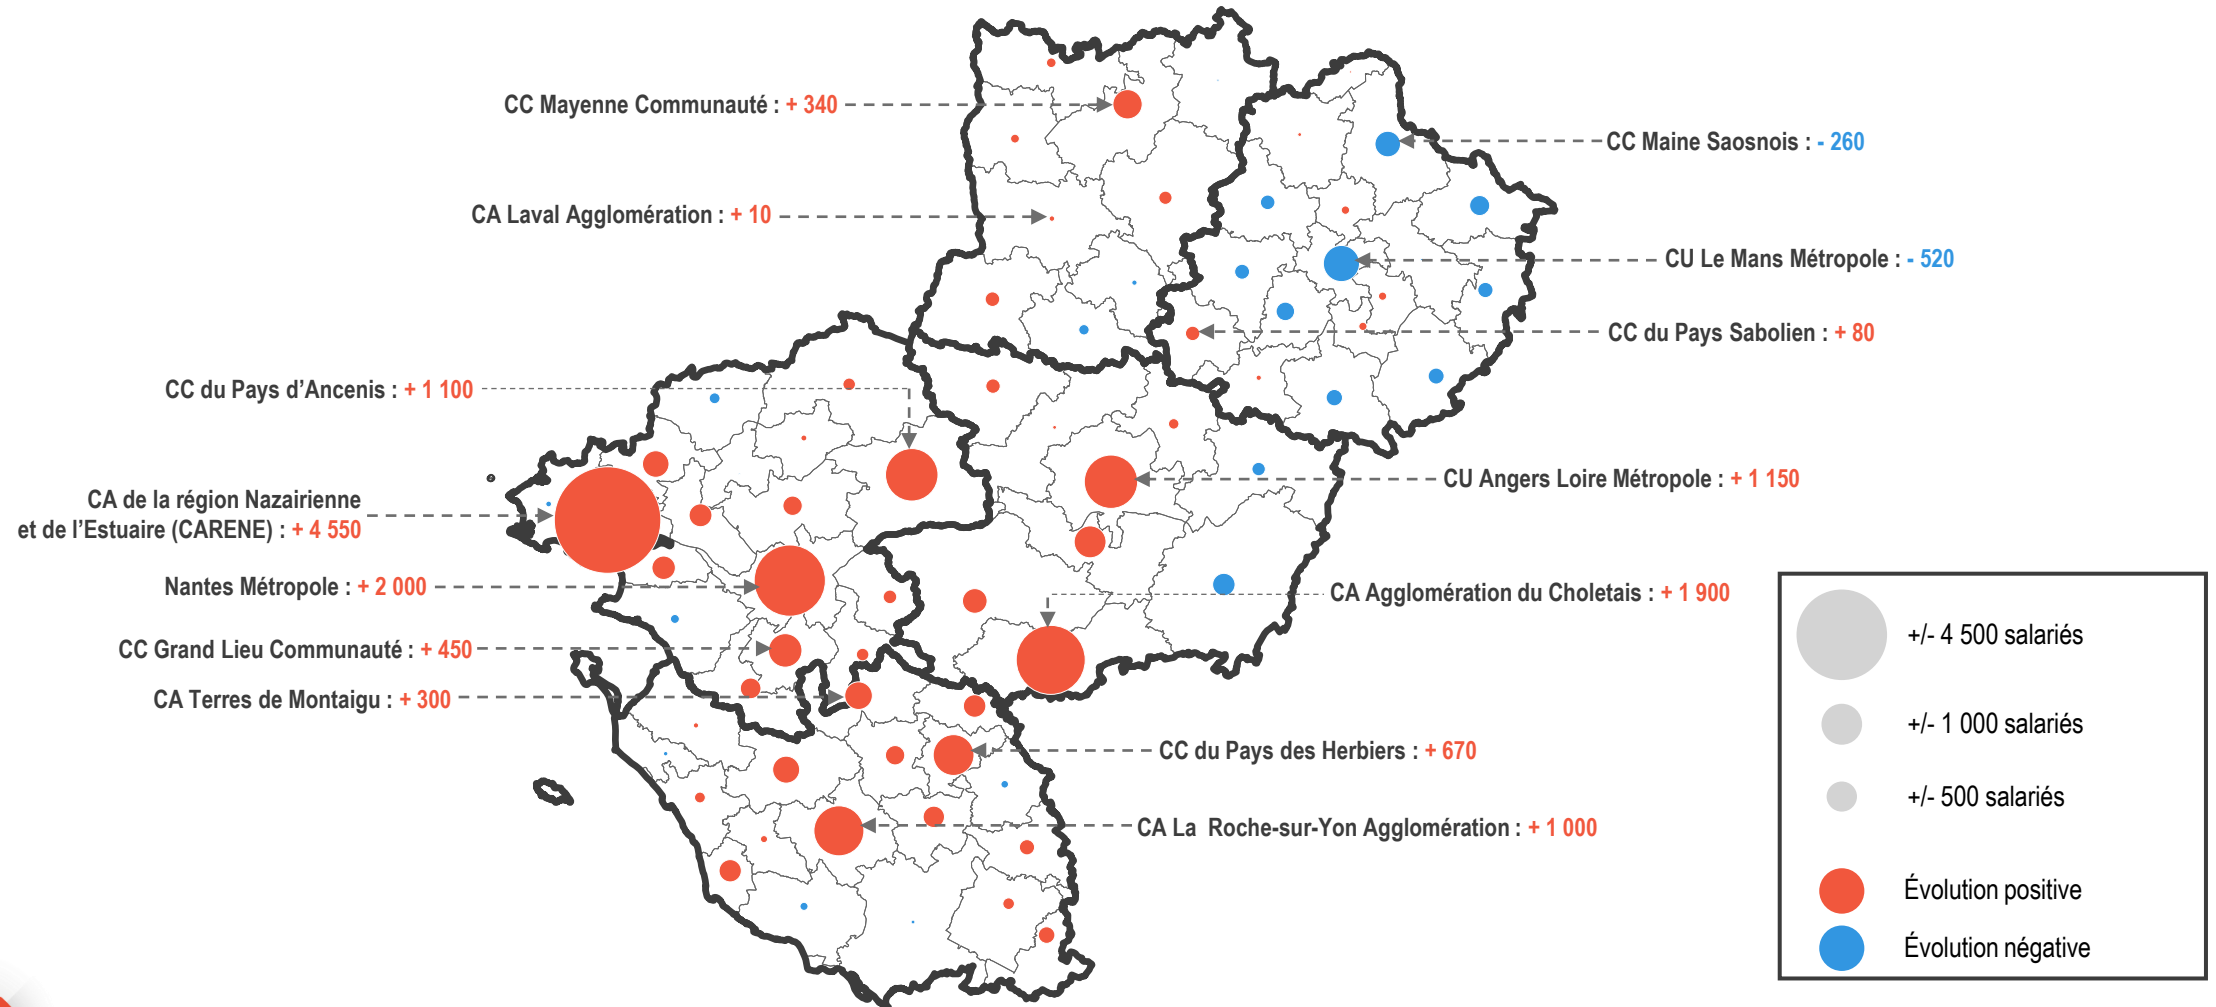 CC Mayenne Communauté : + 340
CC Maine Saosnois : - 260
CA Laval Agglomération : + 10
CU Le Mans Métropole : - 520
CC du Pays Sabolien : + 80
CC du Pays d’Ancenis : + 1 100
CU Angers Loire Métropole : + 1 150
CA de la région Nazairienne
et de l’Estuaire (CARENE) : + 4 550
Nantes Métropole : + 2 000
CA Agglomération du Choletais : + 1 900
CC Grand Lieu Communauté : + 450
CA Terres de Montaigu : + 300
CC du Pays des Herbiers : + 670
CA La Roche-sur-Yon Agglomération : + 1 000
+/- 4 500 salariés
+/- 1 000 salariés
+/- 500 salariés
Évolution positive
Évolution négative